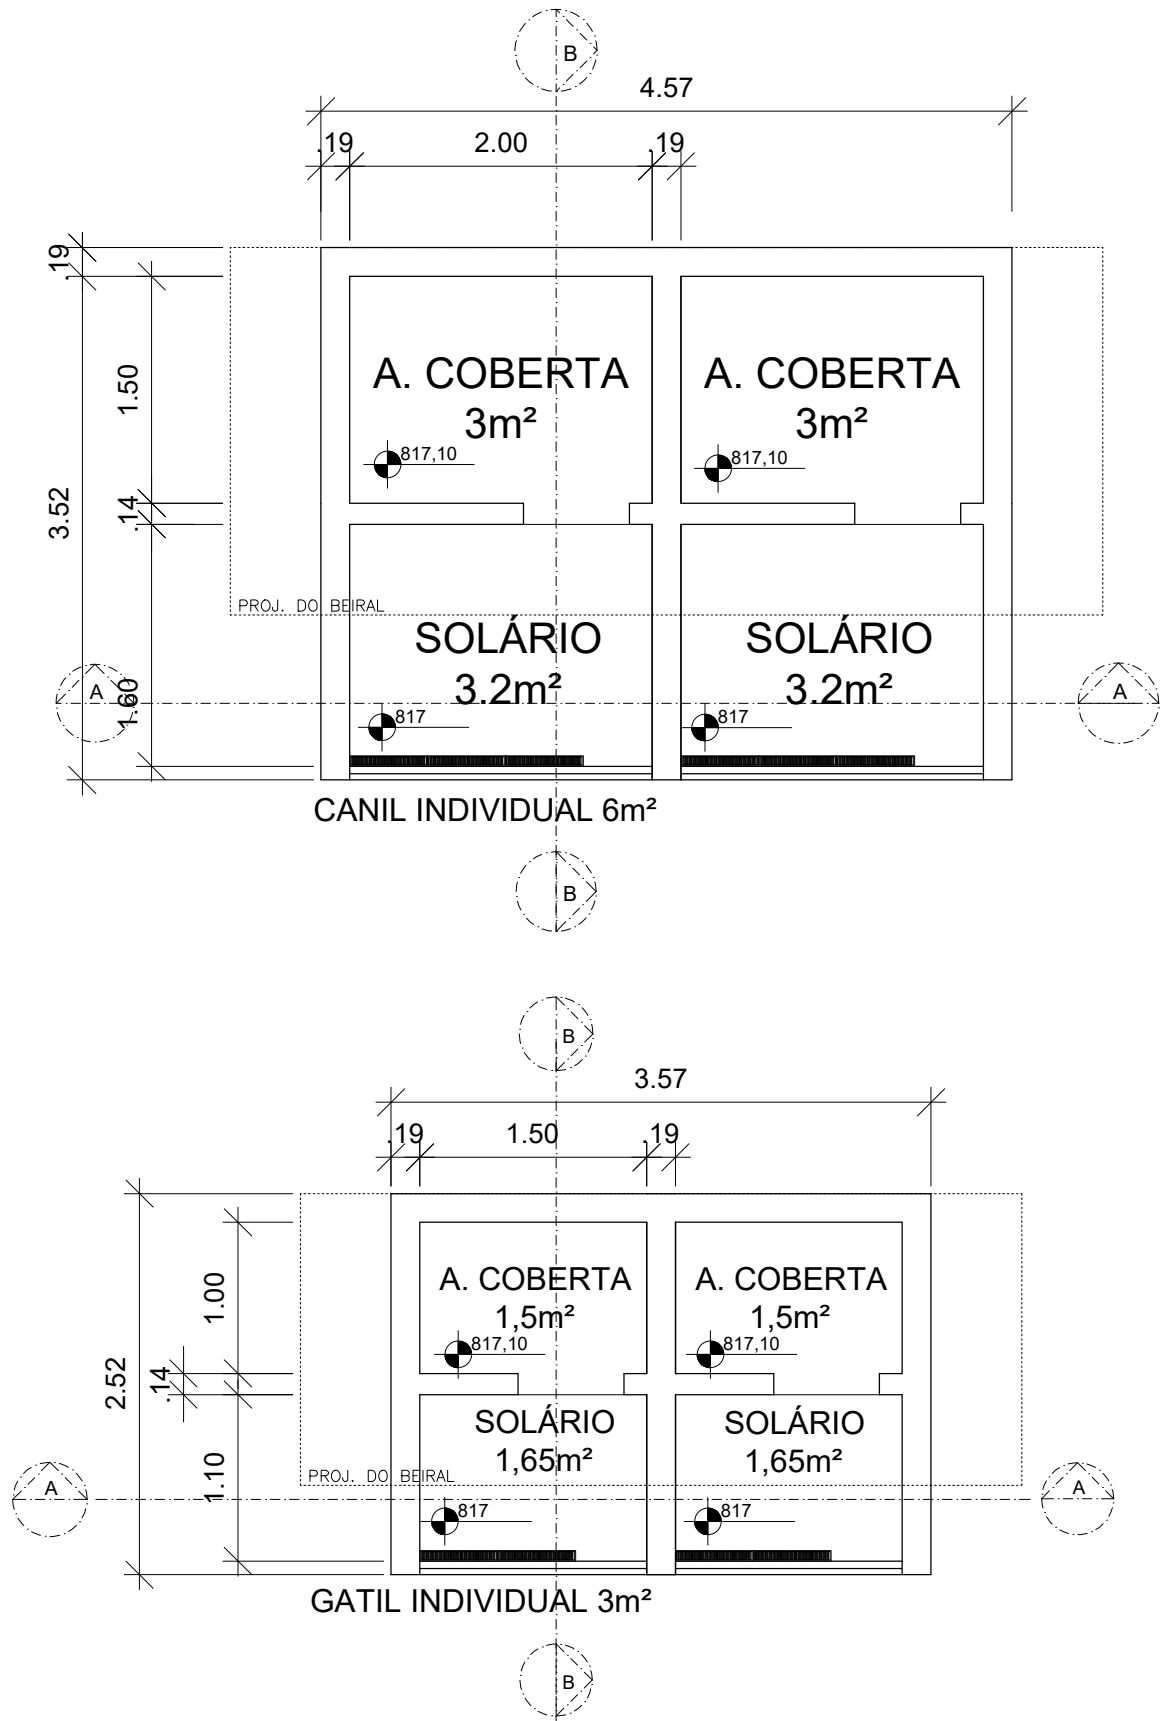 B
4.57
.19 2.00 .19
.19
A. COBERTA A. COBERTA
3m² 3m²
1.50
817,10 817,10
3.52
.14
PROJ. DO BEIRAL
SOLÁRIO SOLÁRIO
3.2m² 3.2m²
A 1.60 A
817 817
CANIL INDIVIDUAL 6m²
B
B
3.57
.19 1.50 .19
A. COBERTA A. COBERTA
1,5m² 1,5m²
1.00
817,10 817,10
2.52
.14
SOLÁRIO SOLÁRIO
1,65m² 1,65m²
1.10
PROJ. DO BEIRAL
A A
817 817
GATIL INDIVIDUAL 3m²
B